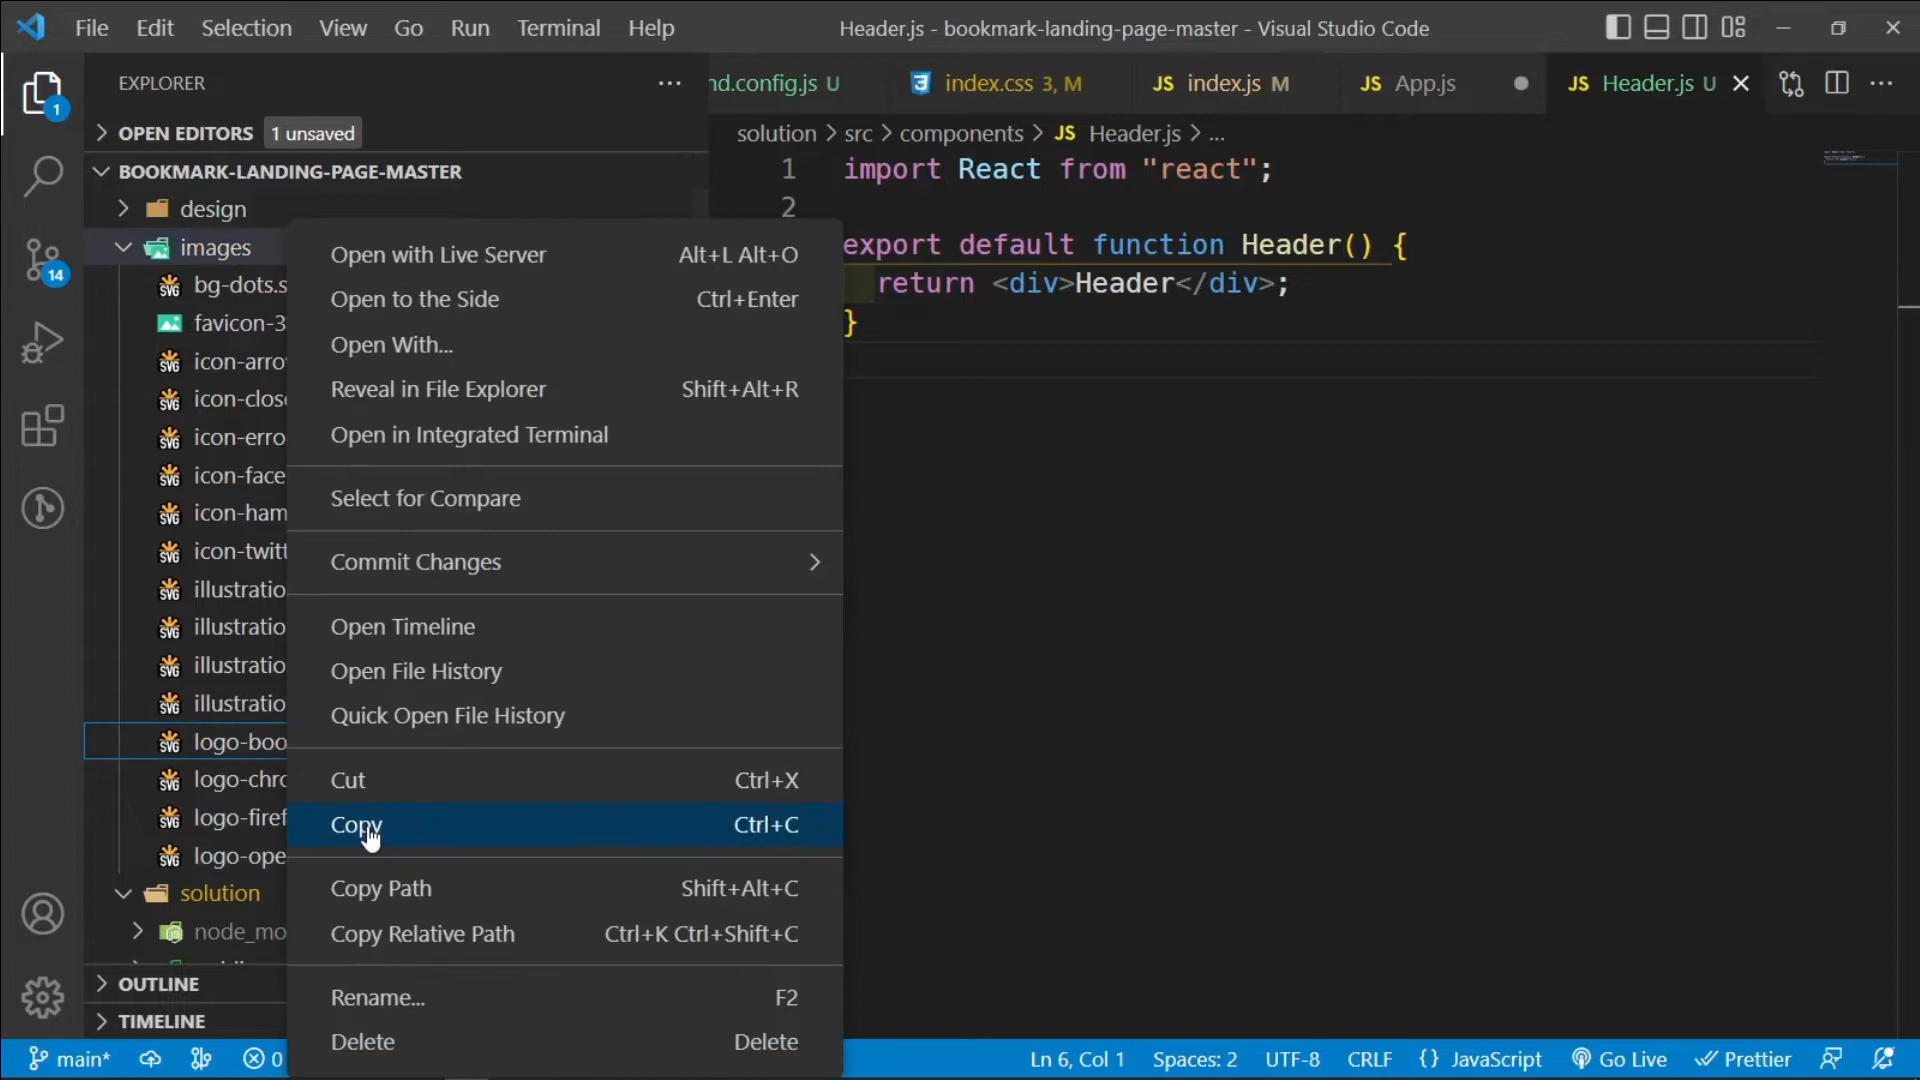 File Edit Selection View Go Run Terminal Help
Header.js - bookmark-landing-page-master - Visual Studio Code
EXPLORER
OPEN EDITORS 1 unsaved
BOOKMARK-LANDING-PAGE-MASTER
design
images
bg-dots.s
favicon-3
icon-arro
icon-close
icon-erro
icon-face
icon-ham
icon-twitt
illustratio
illustratio
illustratio
illustratio
logo-boo
logo-chro
logo-firef
logo-ope
solution
node_mo
OUTLINE
TIMELINE
1
14
Open with Live Server Alt+L Alt+O
Open to the Side Ctrl+Enter
Open With...
Reveal in File Explorer Shift+Alt+R
Open in Integrated Terminal
Select for Compare
Commit Changes
Open Timeline
Open File History
Quick Open File History
Cut Ctrl+X
Copy Ctrl+C
Copy Path Shift+Alt+C
Copy Relative Path Ctrl+K Ctrl+Shift+C
Rename... F2
Delete Delete
nd.config.js U
index.css 3, M
JS index.js M
JS App.js
JS Header.js U
solution > src > components > JS Header.js > ...
1 import React from "react";
2
export default function Header() {
return <div>Header</div>;
}
main* 0
Ln 6, Col 1 Spaces: 2 UTF-8 CRLF {} JavaScript Go Live Prettier